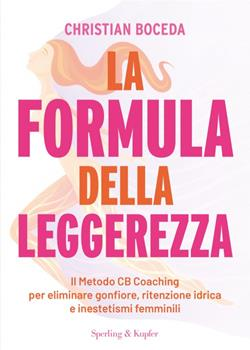 CHRISTIAN BOCEDA
LA
FORMULA
DELLA
LEGGEREZZA
Il Metodo CB Coaching
per eliminare gonfiore, ritenzione idrica
e inestetismi femminili
Sperling & Kupfer